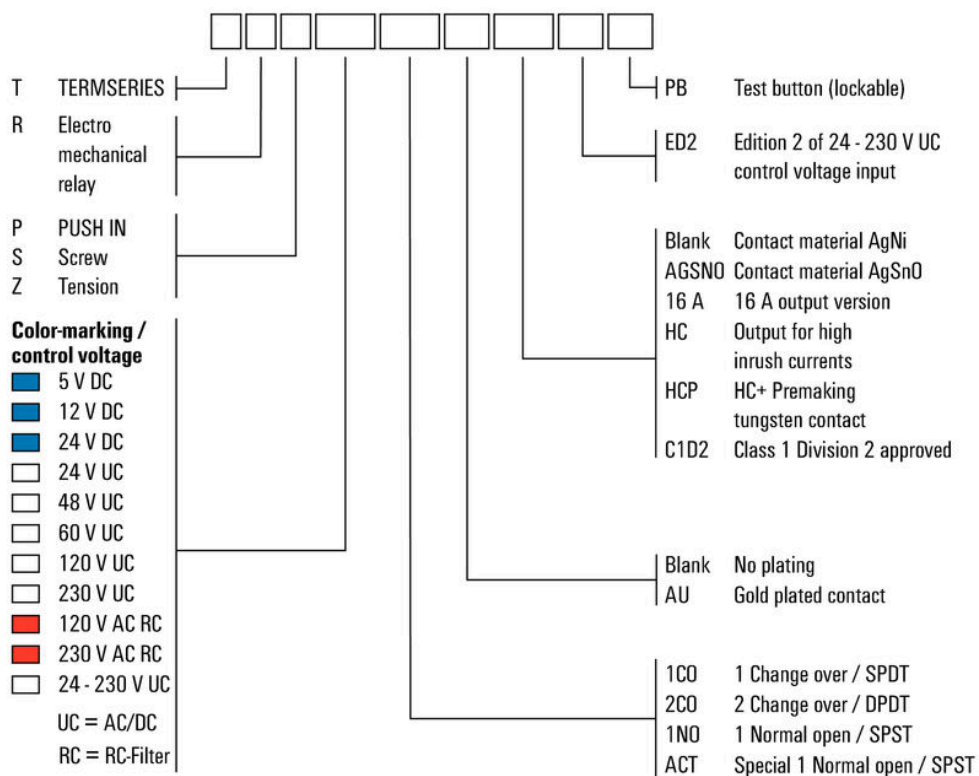 T TERMSERIES
R Electro
mechanical
relay
P PUSH IN
S Screw
Z Tension
Color-marking /
control voltage
5 V DC
12 V DC
24 V DC
24 V UC
48 V UC
60 V UC
120 V UC
230 V UC
120 V AC RC
230 V AC RC
24 - 230 V UC
UC = AC/DC
RC = RC-Filter
PB Test button (lockable)
ED2 Edition 2 of 24 - 230 V UC
control voltage input
Blank Contact material AgNi
AGSNO Contact material AgSnO
16 A 16 A output version
HC Output for high
inrush currents
HCP HC+ Premaking
tungsten contact
C1D2 Class 1 Division 2 approved
Blank No plating
AU Gold plated contact
1CO 1 Change over / SPDT
2CO 2 Change over / DPDT
1NO 1 Normal open / SPST
ACT Special 1 Normal open / SPST